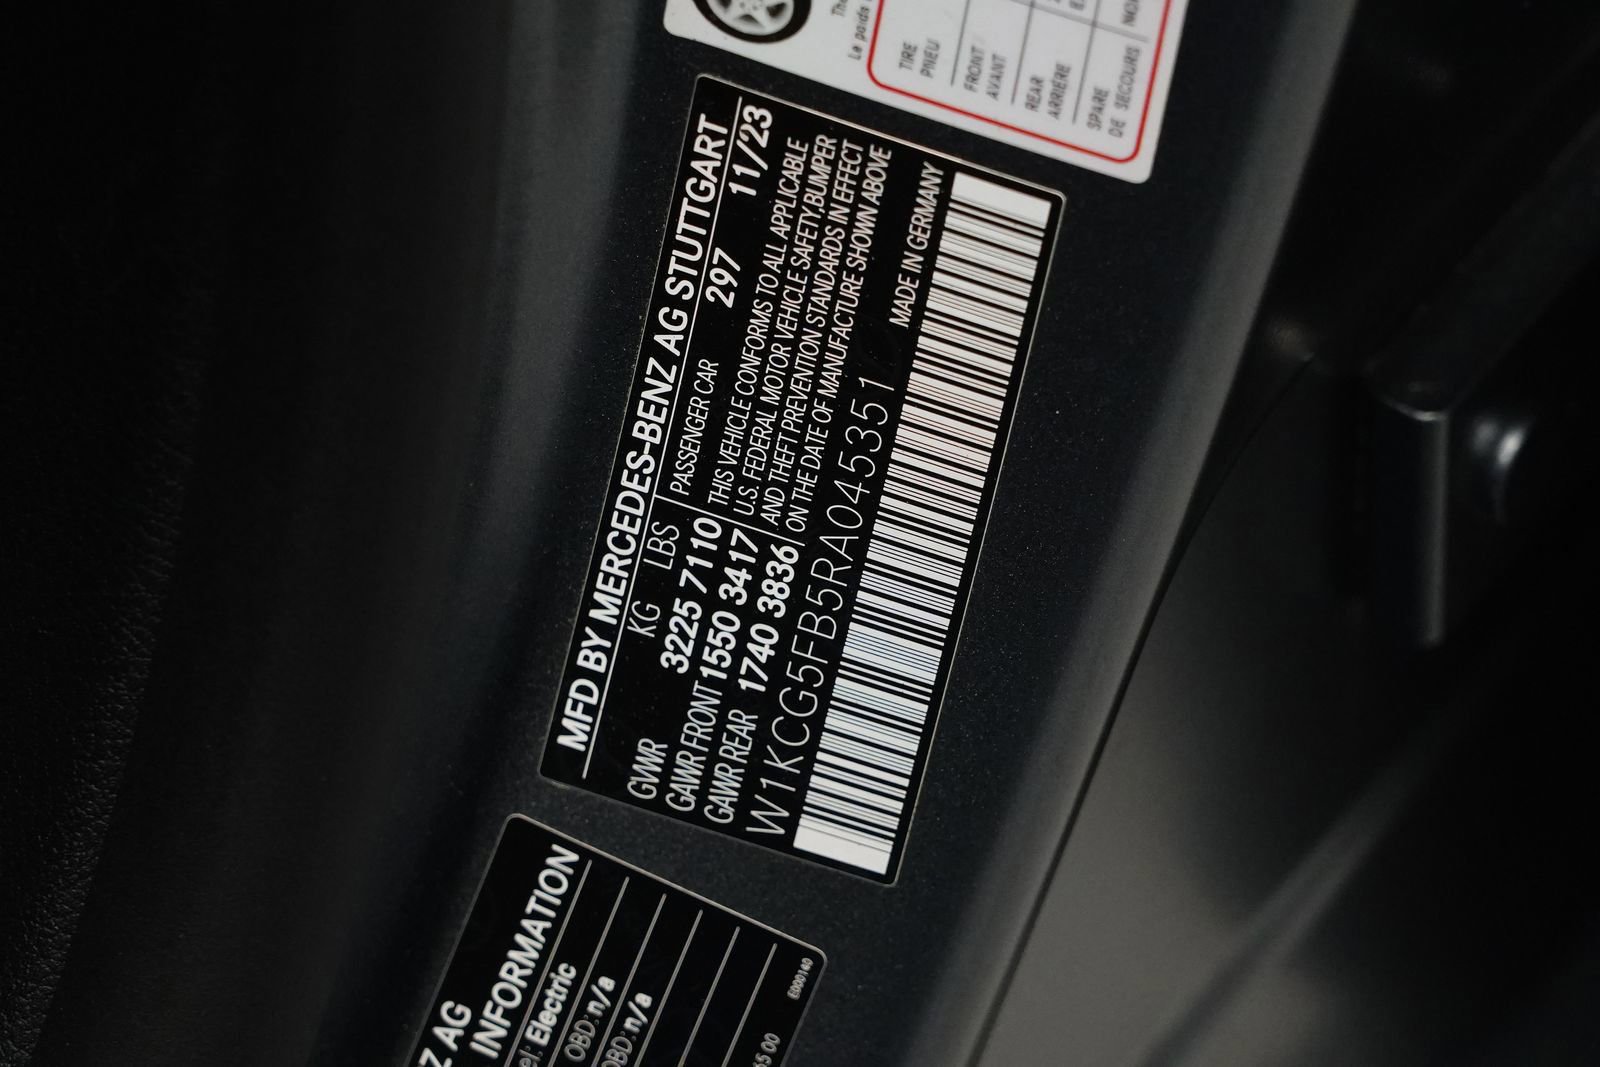 The
Le poids
TIRE
PNEU
FRONT
AVANT
REAR
ARRIÈRE
SPARE
DE SECOURS
MFD BY MERCEDES-BENZ AG STUTTGART
KG LBS PASSENGER CAR 297 11/23
GVWR 3225 7110
GAWR FRONT 1550 3417
GAWR REAR 1740 3836
THIS VEHICLE CONFORMS TO ALL APPLICABLE
U.S. FEDERAL MOTOR VEHICLE SAFETY,BUMPER
AND THEFT PREVENTION STANDARDS IN EFFECT
ON THE DATE OF MANUFACTURE SHOWN ABOVE
W1KCG5FB5RA045351
MADE IN GERMANY
Z AG
INFORMATION
el: Electric
OBD: n/a
OBD: n/a
6500
E000140